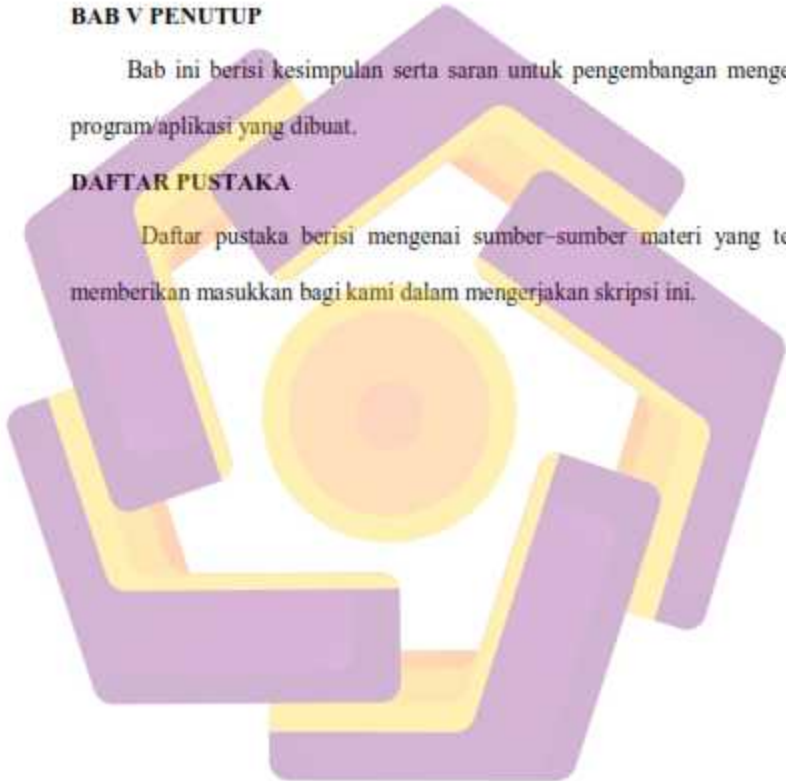 BAB V PENUTUP
Bab ini berisi kesimpulan serta saran untuk pengembangan menge
program/aplikasi yang dibuat.
DAFTAR PUSTAKA
Daftar pustaka berisi mengenai sumber–sumber materi yang te
memberikan masukkan bagi kami dalam mengerjakan skripsi ini.